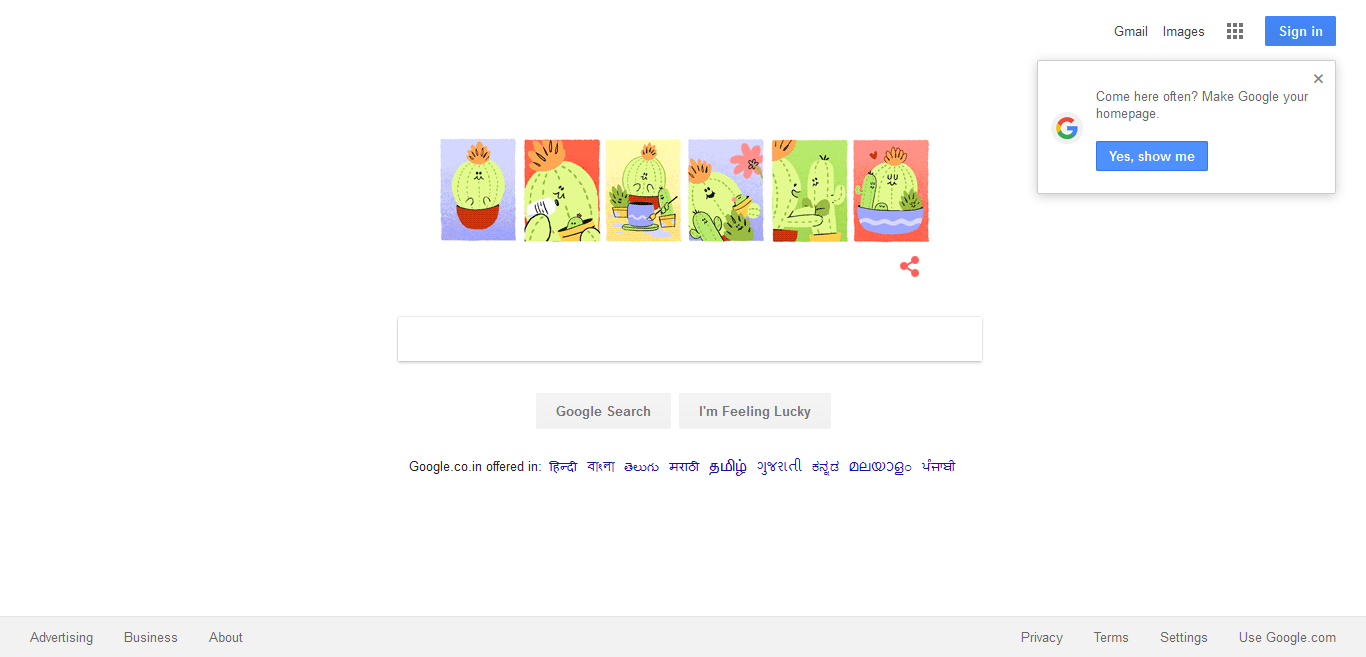 Gmail Images Sign in
Come here often? Make Google your
homepage.
Yes, show me
Google Search I'm Feeling Lucky
Google.co.in offered in: हिन्दी বাংলা తెలుగు मराठी தமிழ் ગુજરાતી ಕನ್ನಡ മലയാളം ਪੰਜਾਬੀ
Advertising Business About Privacy Terms Settings Use Google.com